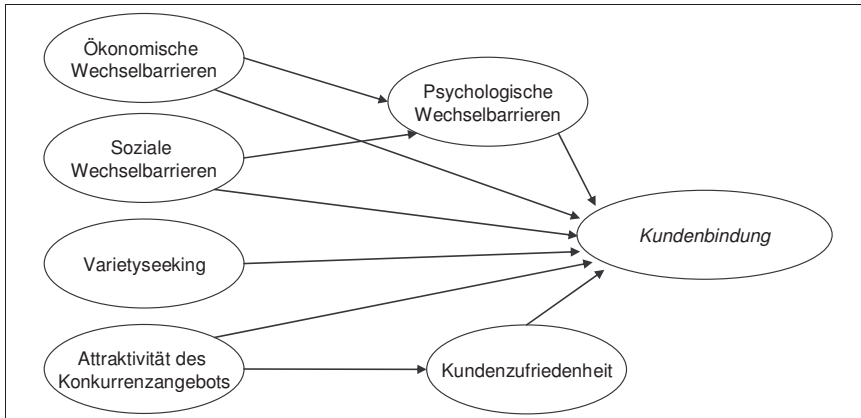 Ökonomische
Wechselbarrieren
Psychologische
Wechselbarrieren
Soziale
Wechselbarrieren
Kundenbindung
Varietyseeking
Attraktivität des
Konkurrenzangebots
Kundenzufriedenheit